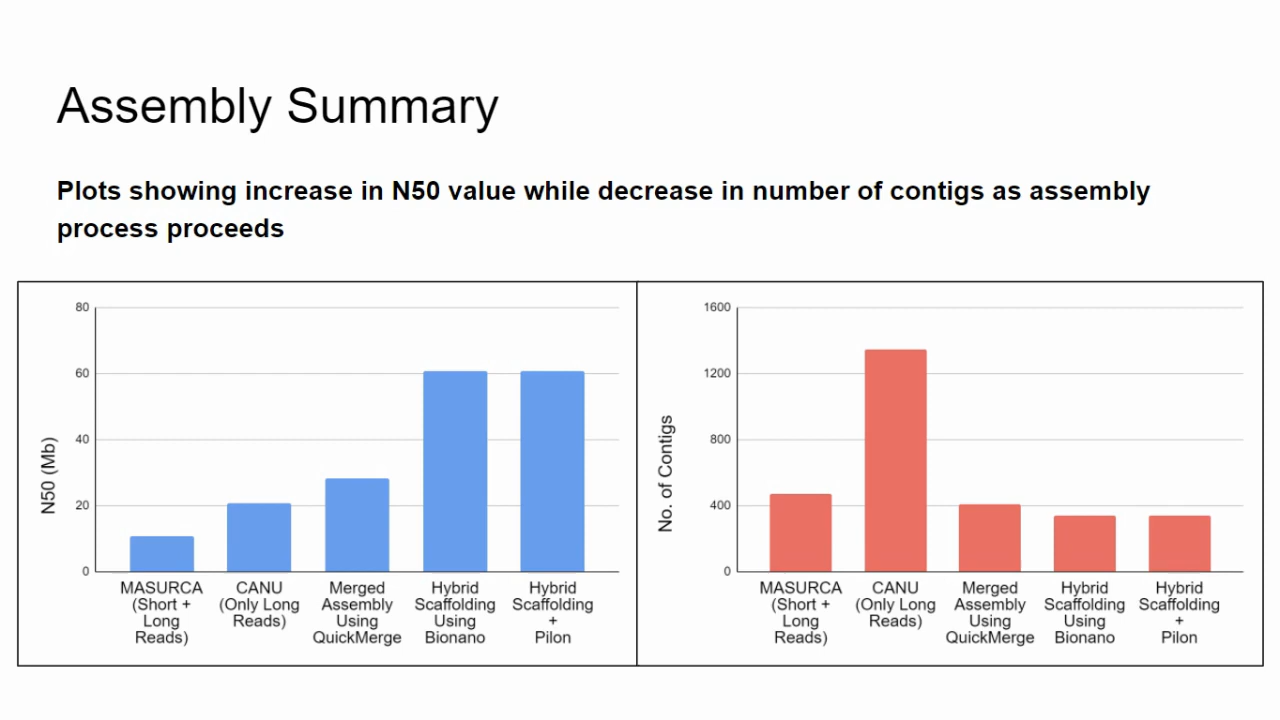 Assembly Summary
Plots showing increase in N50 value while decrease in number of contigs as assembly
process proceeds
80
60
40
20
0
N50 (Mb)
MASURCA
(Short +
Long
Reads)
CANU
(Only Long
Reads)
Merged
Assembly
Using
QuickMerge
Hybrid
Scaffolding
Using
Bionano
Hybrid
Scaffolding
+
Pilon
1600
1200
800
400
0
No. of Contigs
MASURCA
(Short +
Long
Reads)
CANU
(Only Long
Reads)
Merged
Assembly
Using
QuickMerge
Hybrid
Scaffolding
Using
Bionano
Hybrid
Scaffolding
+
Pilon